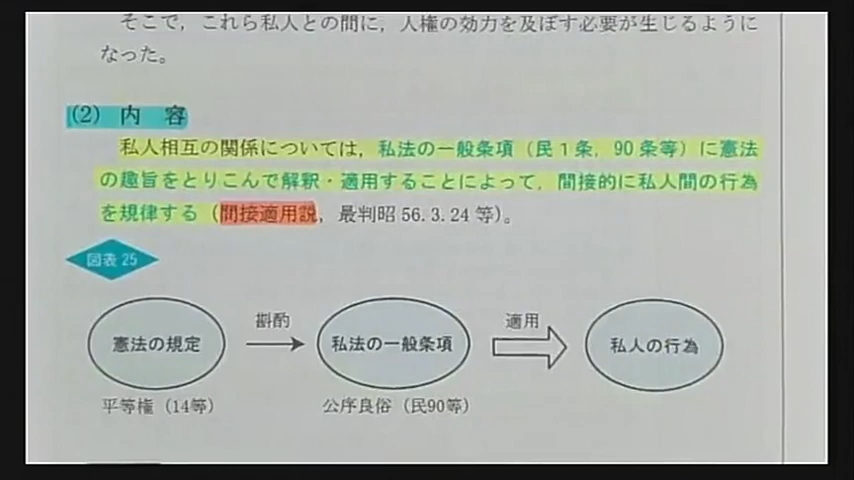 そこで，これら私人との間に，人権の効力を及ぼす必要が生じるように
なった。
(2) 内 容
私人相互の関係については，私法の一般条項（民１条，90 条等）に憲法
の趣旨をとりこんで解釈・適用することによって，間接的に私人間の行為
を規律する（間接適用説，最判昭 56.3.24 等）。
図表 25
憲法の規定
斟酌
私法の一般条項
適用
私人の行為
平等権（14等）
公序良俗（民90等）